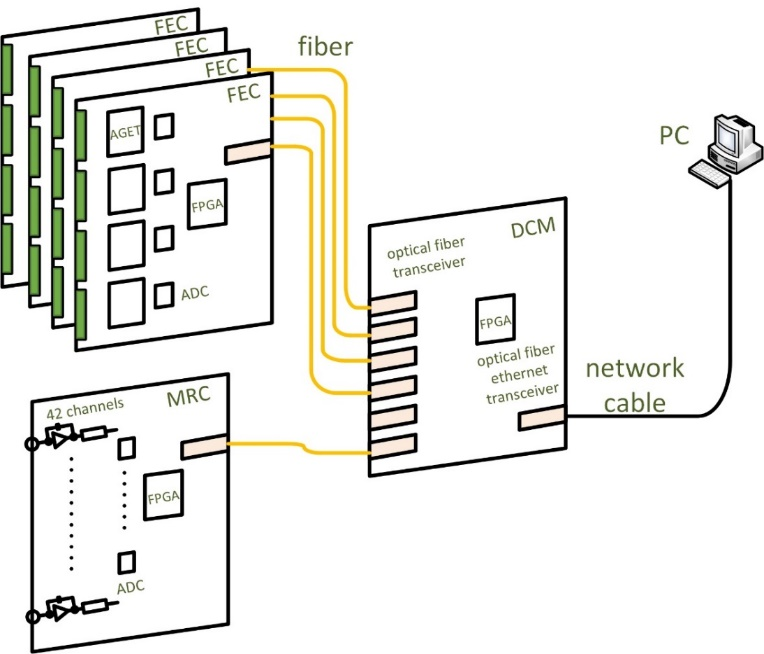 FEC
FEC
FEC
FEC
fiber
AGET
FPGA
ADC
PC
DCM
optical fiber
transceiver
FPGA
optical fiber
ethernet
transceiver
network
cable
MRC
42 channels
FPGA
ADC